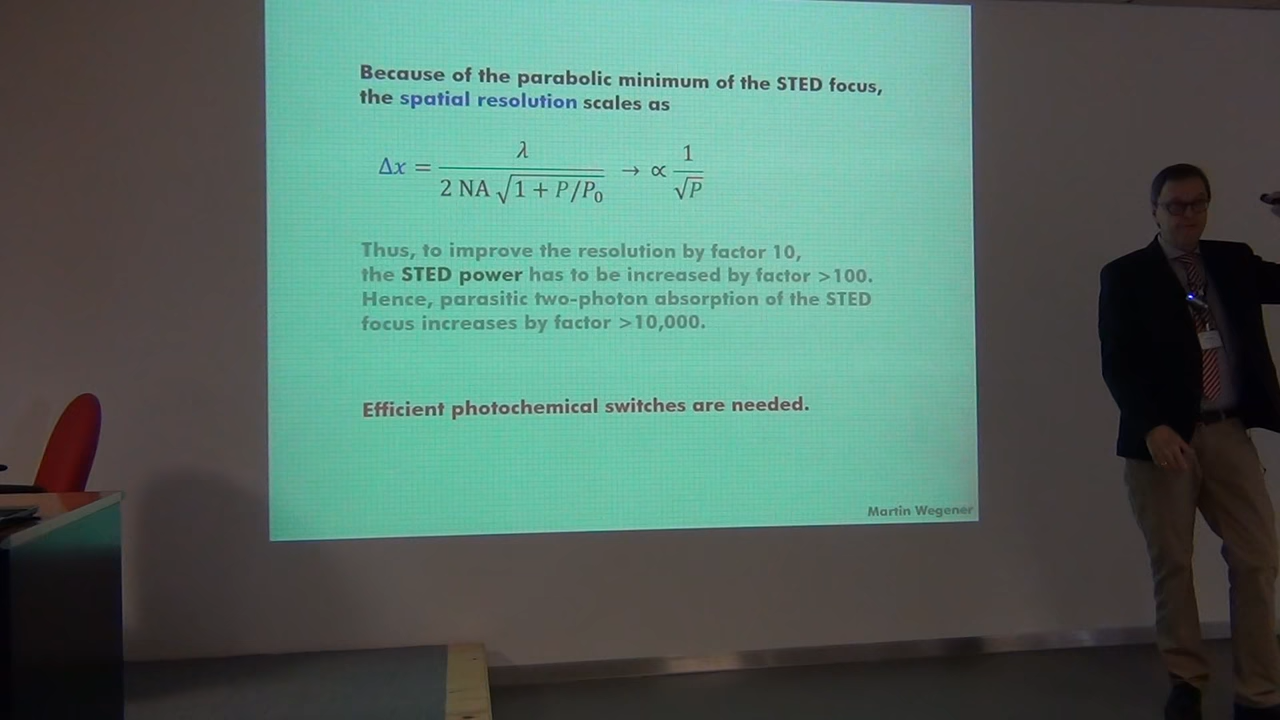 Because of the parabolic minimum of the STED focus,
the spatial resolution scales as
Δx = λ / (2 NA √(1 + P/P₀)) → ∝ 1/√P
Thus, to improve the resolution by factor 10,
the STED power has to be increased by factor >100.
Hence, parasitic two-photon absorption of the STED
focus increases by factor >10,000.
Efficient photochemical switches are needed.
Martin Wegener